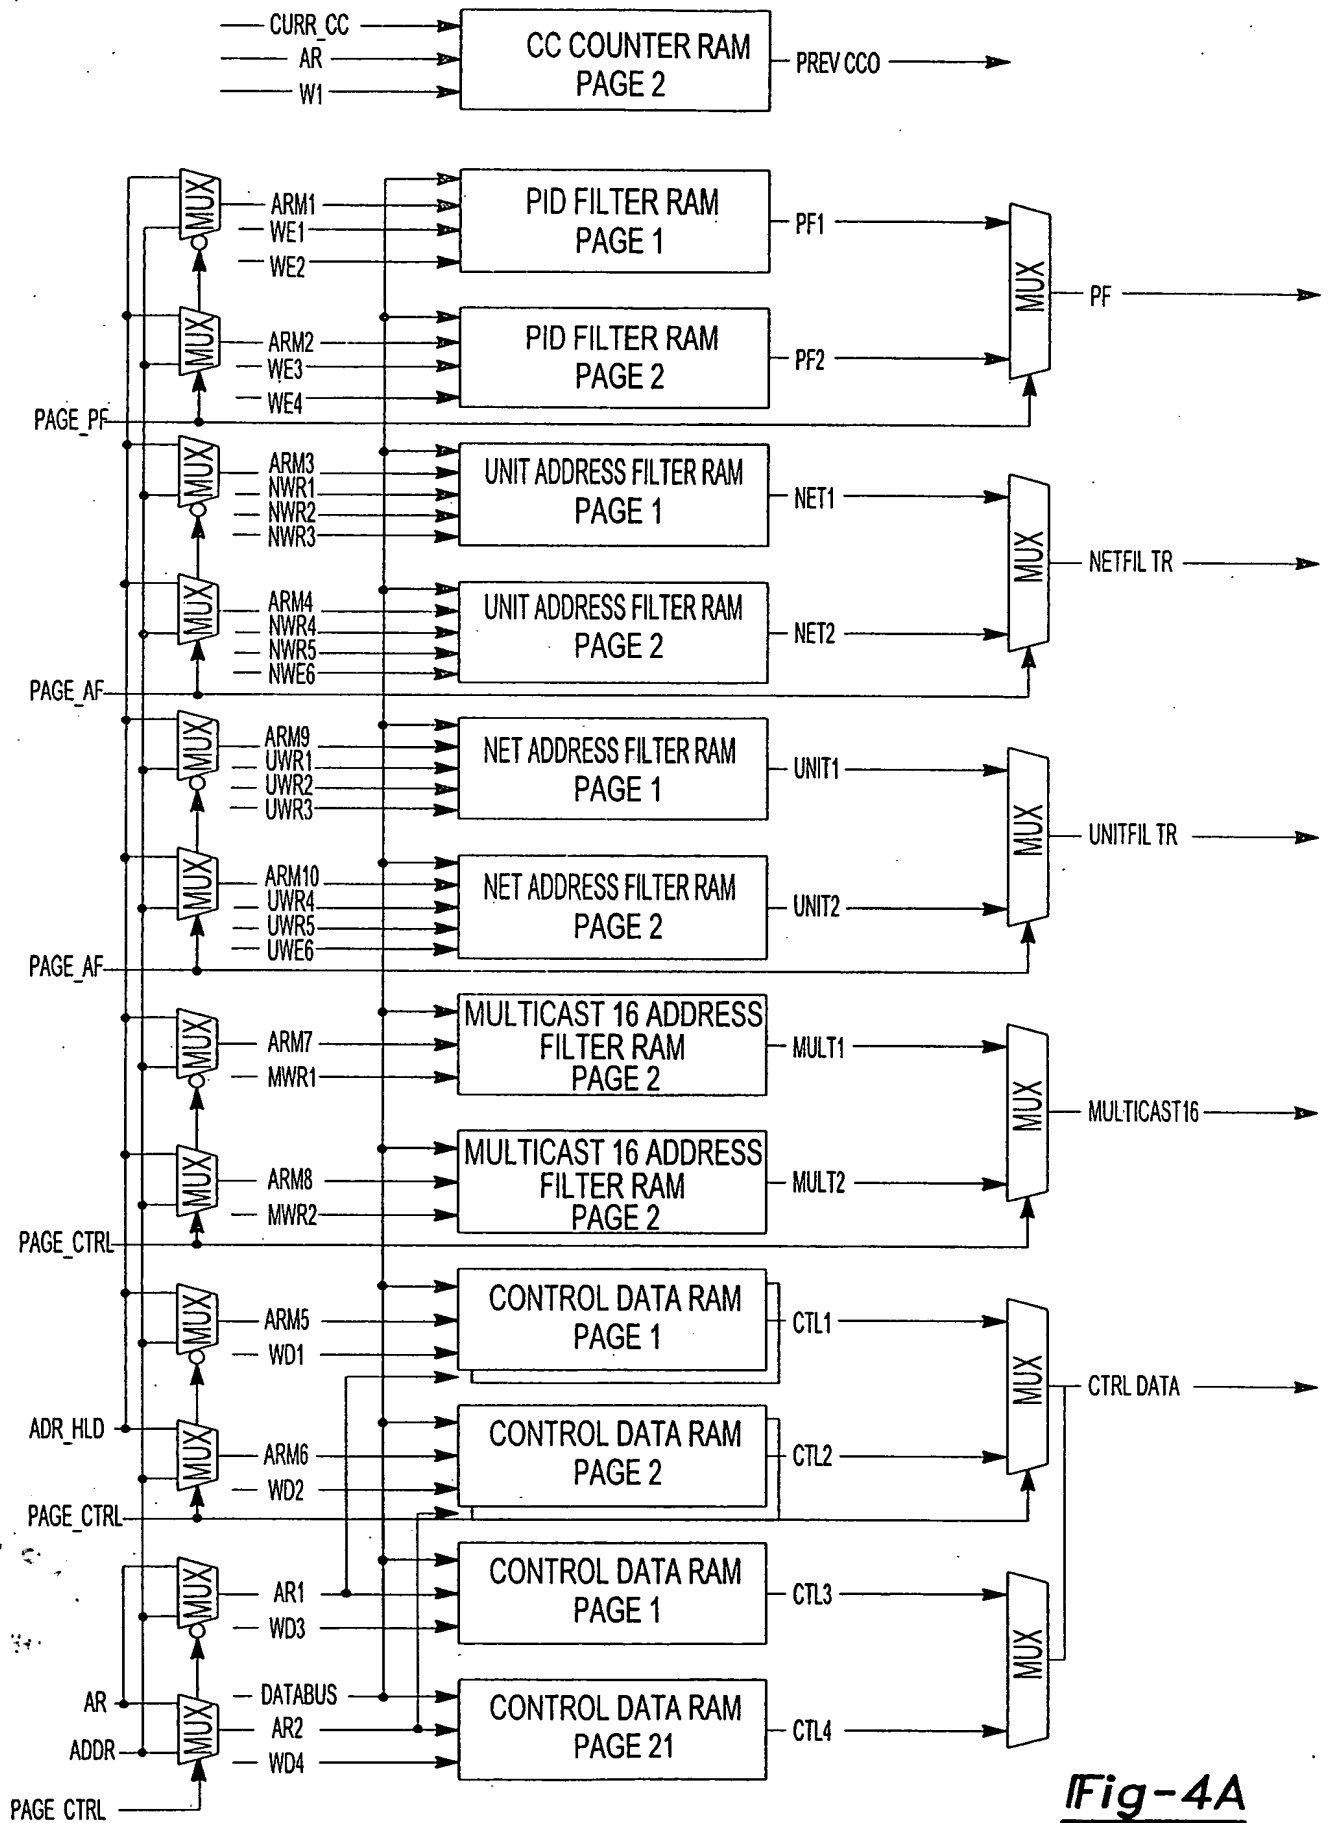 CURR_CC
AR
W1
CC COUNTER RAM
PAGE 2
PREV CCO
MUX
ARM1
WE1
WE2
PID FILTER RAM
PAGE 1
PF1
MUX
PF
MUX
ARM2
WE3
WE4
PID FILTER RAM
PAGE 2
PF2
PAGE_PF
MUX
ARM3
NWR1
NWR2
NWR3
UNIT ADDRESS FILTER RAM
PAGE 1
NET1
MUX
NETFIL TR
MUX
ARM4
NWR4
NWR5
NWE6
UNIT ADDRESS FILTER RAM
PAGE 2
NET2
PAGE_AF
MUX
ARM9
UWR1
UWR2
UWR3
NET ADDRESS FILTER RAM
PAGE 1
UNIT1
MUX
UNITFIL TR
MUX
ARM10
UWR4
UWR5
UWE6
NET ADDRESS FILTER RAM
PAGE 2
UNIT2
PAGE_AF
MUX
ARM7
MWR1
MULTICAST 16 ADDRESS
FILTER RAM
PAGE 2
MULT1
MUX
MULTICAST16
MUX
ARM8
MWR2
MULTICAST 16 ADDRESS
FILTER RAM
PAGE 2
MULT2
PAGE_CTRL
MUX
ARM5
WD1
CONTROL DATA RAM
PAGE 1
CTL1
MUX
CTRL DATA
ADR_HLD
MUX
ARM6
WD2
CONTROL DATA RAM
PAGE 2
CTL2
PAGE_CTRL
MUX
AR1
WD3
CONTROL DATA RAM
PAGE 1
CTL3
MUX
AR
ADDR
MUX
DATABUS
AR2
WD4
CONTROL DATA RAM
PAGE 21
CTL4
PAGE CTRL
Fig-4A